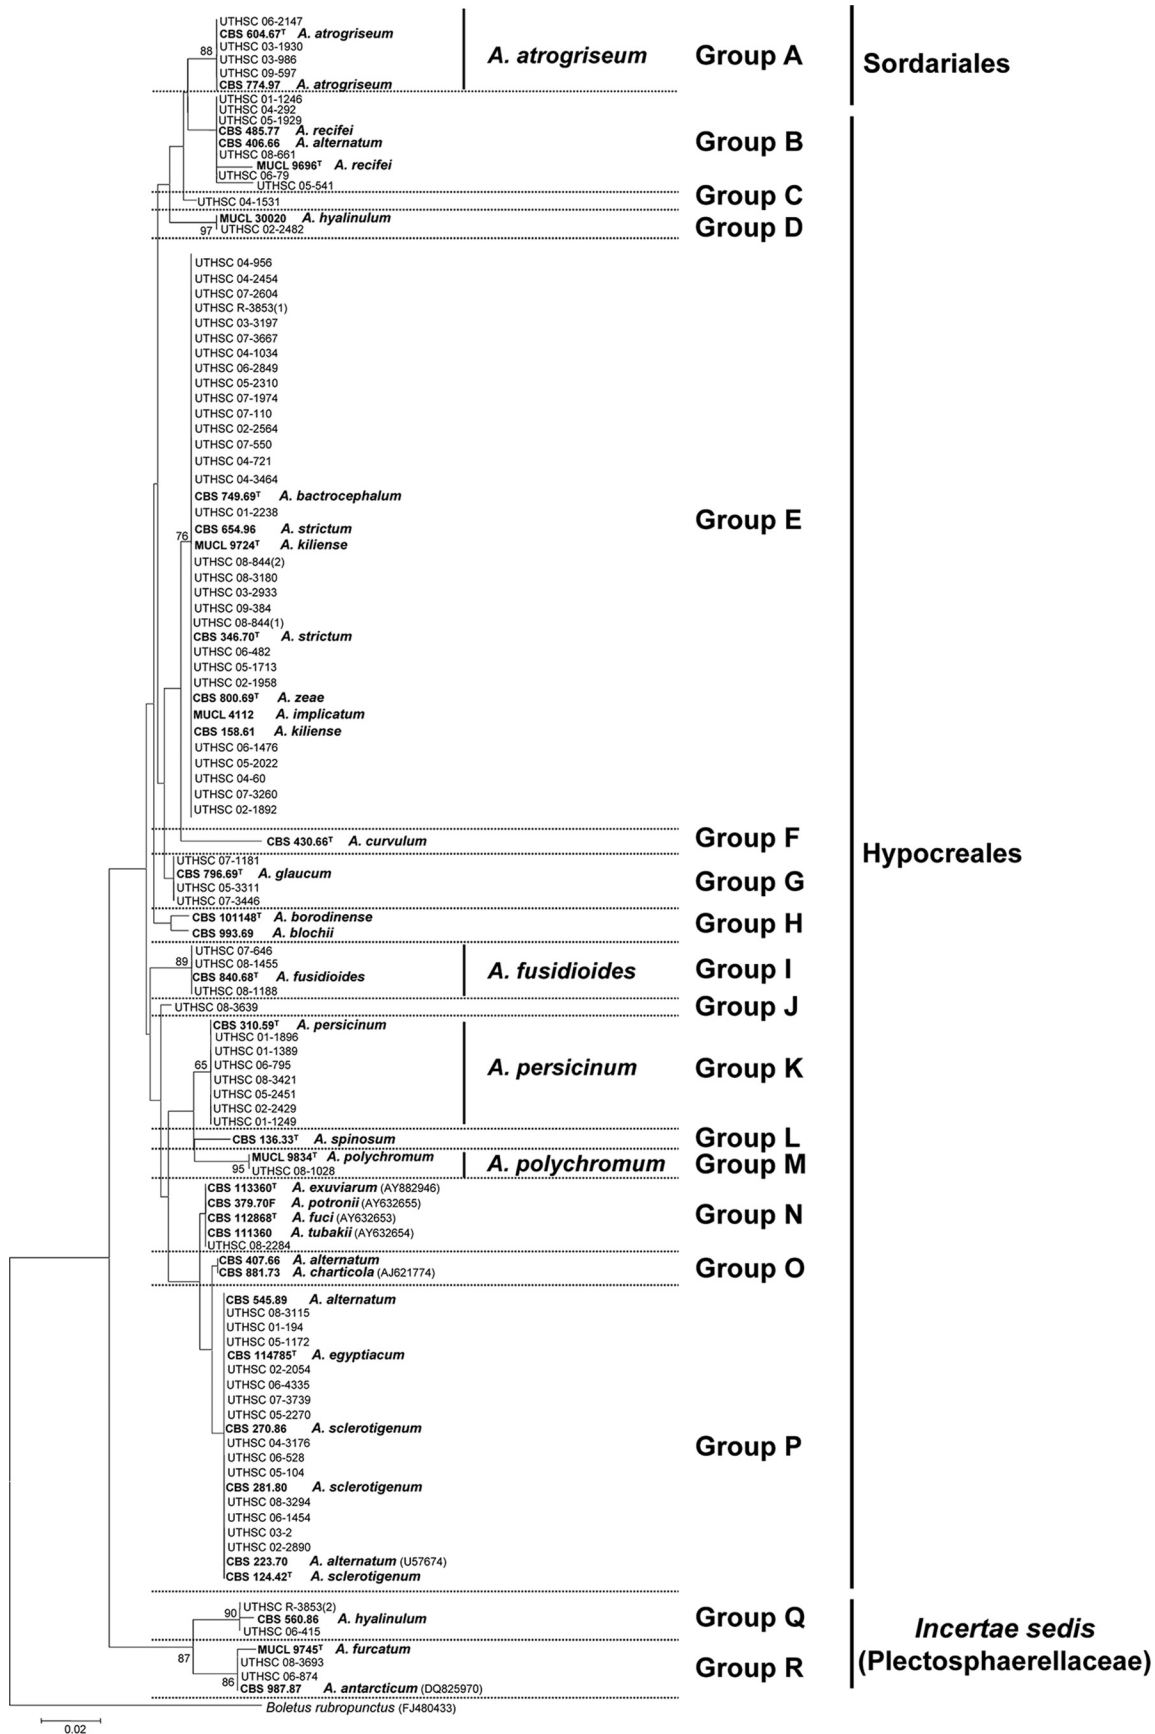 UTHSC 06-2147
CBS 604.67T A. atrogriseum
UTHSC 03-1930
88
UTHSC 03-986
UTHSC 09-597
CBS 774.97 A. atrogriseum
A. atrogriseum
Group A
Sordariales
UTHSC 01-1246
UTHSC 04-292
UTHSC 05-1929
CBS 485.77 A. recifei
CBS 406.66 A. alternatum
UTHSC 08-661
MUCL 9696T A. recifei
UTHSC 06-79
UTHSC 05-541
Group B
UTHSC 04-1531
Group C
MUCL 30020 A. hyalinulum
97
UTHSC 02-2482
Group D
UTHSC 04-956
UTHSC 04-2454
UTHSC 07-2604
UTHSC R-3853(1)
UTHSC 03-3197
UTHSC 07-3667
UTHSC 04-1034
UTHSC 06-2849
UTHSC 05-2310
UTHSC 07-1974
UTHSC 07-110
UTHSC 02-2564
UTHSC 07-550
UTHSC 04-721
UTHSC 04-3464
CBS 749.69T A. bactrocephalum
UTHSC 01-2238
CBS 654.96 A. strictum
76
MUCL 9724T A. kiliense
UTHSC 08-844(2)
UTHSC 08-3180
UTHSC 03-2933
UTHSC 09-384
UTHSC 08-844(1)
CBS 346.70T A. strictum
UTHSC 06-482
UTHSC 05-1713
UTHSC 02-1958
CBS 800.69T A. zeae
MUCL 4112 A. implicatum
CBS 158.61 A. kiliense
UTHSC 06-1476
UTHSC 05-2022
UTHSC 04-60
UTHSC 07-3260
UTHSC 02-1892
Group E
CBS 430.66T A. curvulum
Group F
Hypocreales
UTHSC 07-1181
CBS 796.69T A. glaucum
UTHSC 05-3311
UTHSC 07-3446
Group G
CBS 101148T A. borodinense
CBS 993.69 A. blochii
Group H
UTHSC 07-646
89
UTHSC 08-1455
CBS 840.68T A. fusidioides
UTHSC 08-1188
A. fusidioides
Group I
UTHSC 08-3639
Group J
CBS 310.59T A. persicinum
UTHSC 01-1896
UTHSC 01-1389
65
UTHSC 06-795
UTHSC 08-3421
UTHSC 05-2451
UTHSC 02-2429
UTHSC 01-1249
A. persicinum
Group K
CBS 136.33T A. spinosum
Group L
MUCL 9834T A. polychromum
95
UTHSC 08-1028
A. polychromum
Group M
CBS 113360T A. exuviarum (AY882946)
CBS 379.70F A. potronii (AY632655)
CBS 112868T A. fuci (AY632653)
CBS 111360 A. tubakii (AY632654)
UTHSC 08-2284
Group N
CBS 407.66 A. alternatum
CBS 881.73 A. charticola (AJ621774)
Group O
CBS 545.89 A. alternatum
UTHSC 08-3115
UTHSC 01-194
UTHSC 05-1172
CBS 114785T A. egyptiacum
UTHSC 02-2054
UTHSC 06-4335
UTHSC 07-3739
UTHSC 05-2270
CBS 270.86 A. sclerotigenum
UTHSC 04-3176
UTHSC 06-528
UTHSC 05-104
CBS 281.80 A. sclerotigenum
UTHSC 08-3294
UTHSC 06-1454
UTHSC 03-2
UTHSC 02-2890
CBS 223.70 A. alternatum (U57674)
CBS 124.42T A. sclerotigenum
Group P
UTHSC R-3853(2)
90
CBS 560.86 A. hyalinulum
UTHSC 06-415
Group Q
87
MUCL 9745T A. furcatum
UTHSC 08-3693
UTHSC 06-874
86
CBS 987.87 A. antarcticum (DQ825970)
Group R
Incertae sedis
(Plectosphaerellaceae)
Boletus rubropunctus (FJ480433)
0.02